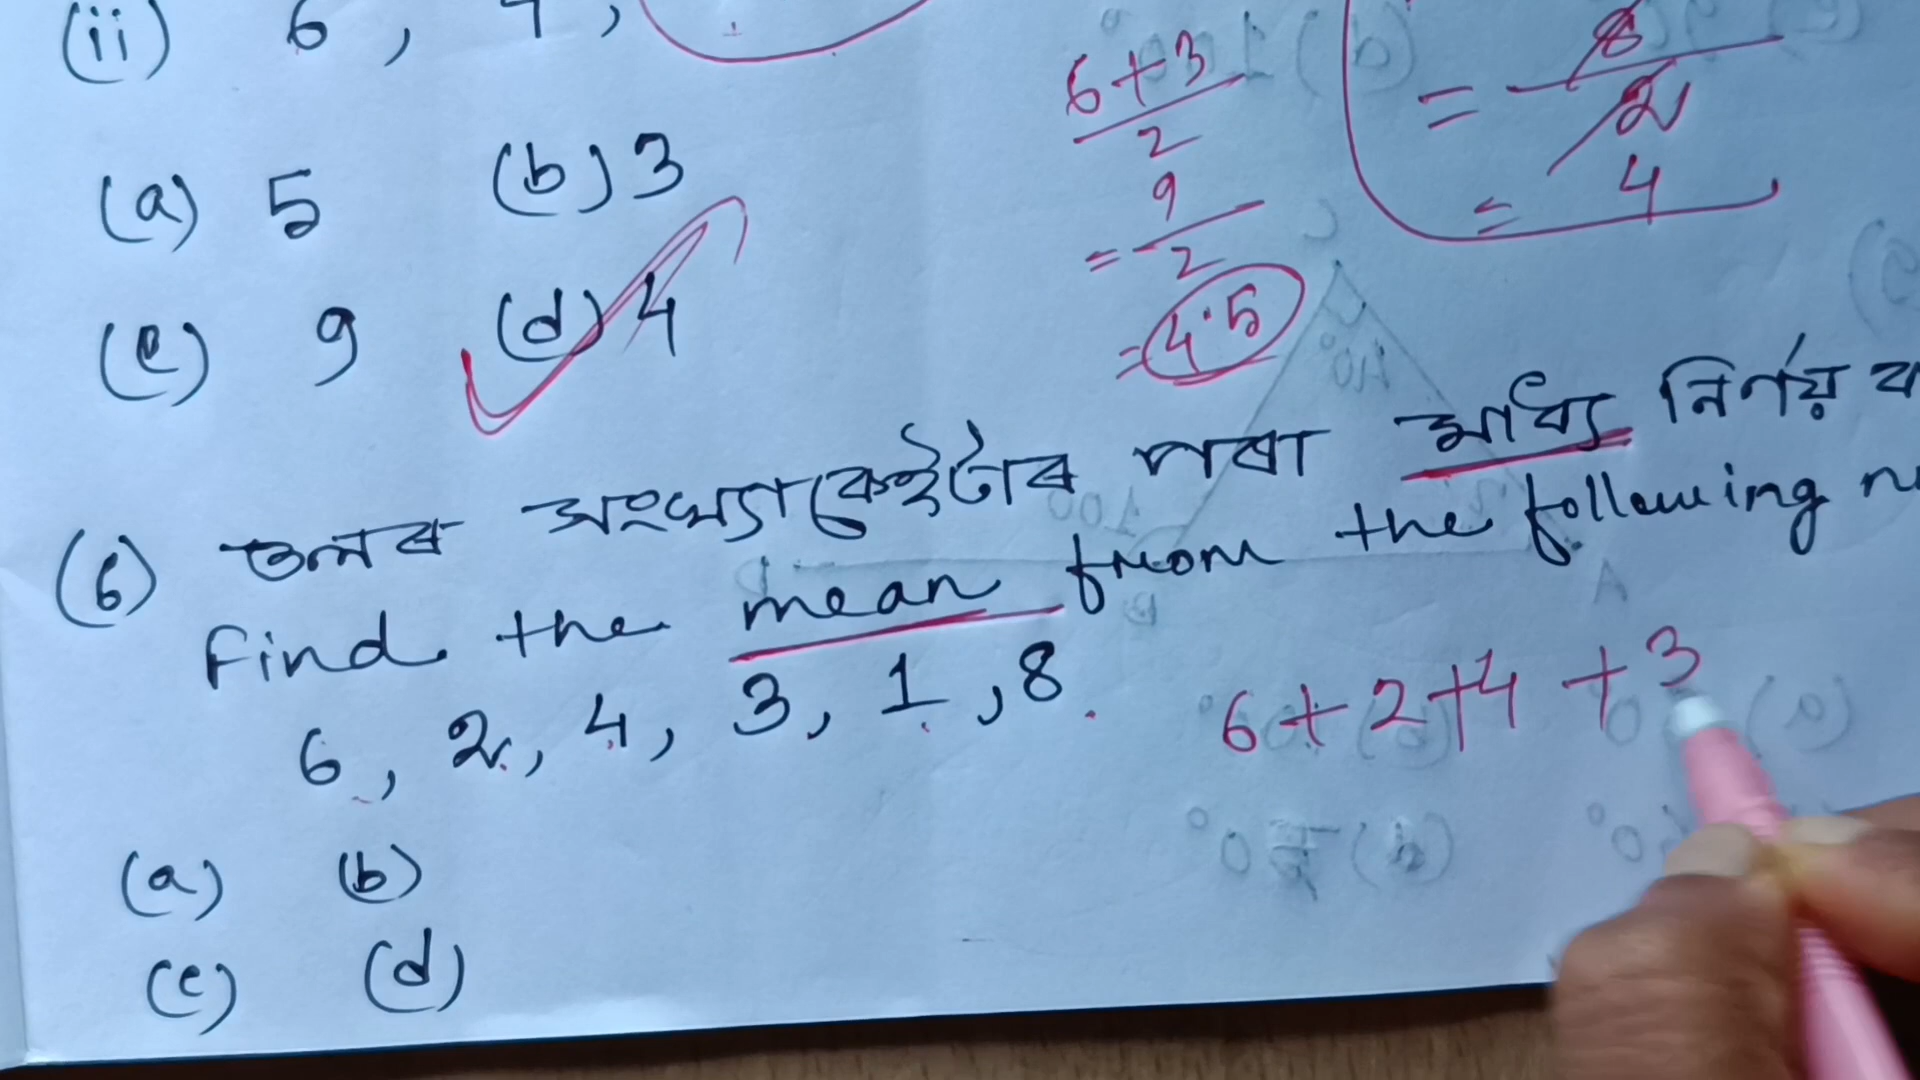 (ii) 6 ,
6+3
2
= 8
2
= 4
(a) 5 (b) 3
= 9
2
= 4.5
(c) 9 (d) 4
(6) তলৰ সংখ্যাকেইটাৰ পৰা মাধ্য নিৰ্ণয়
Find the mean from the following
6, 2, 4, 3, 1, 8.
6+2+4+3
(a) (b)
(c) (d)